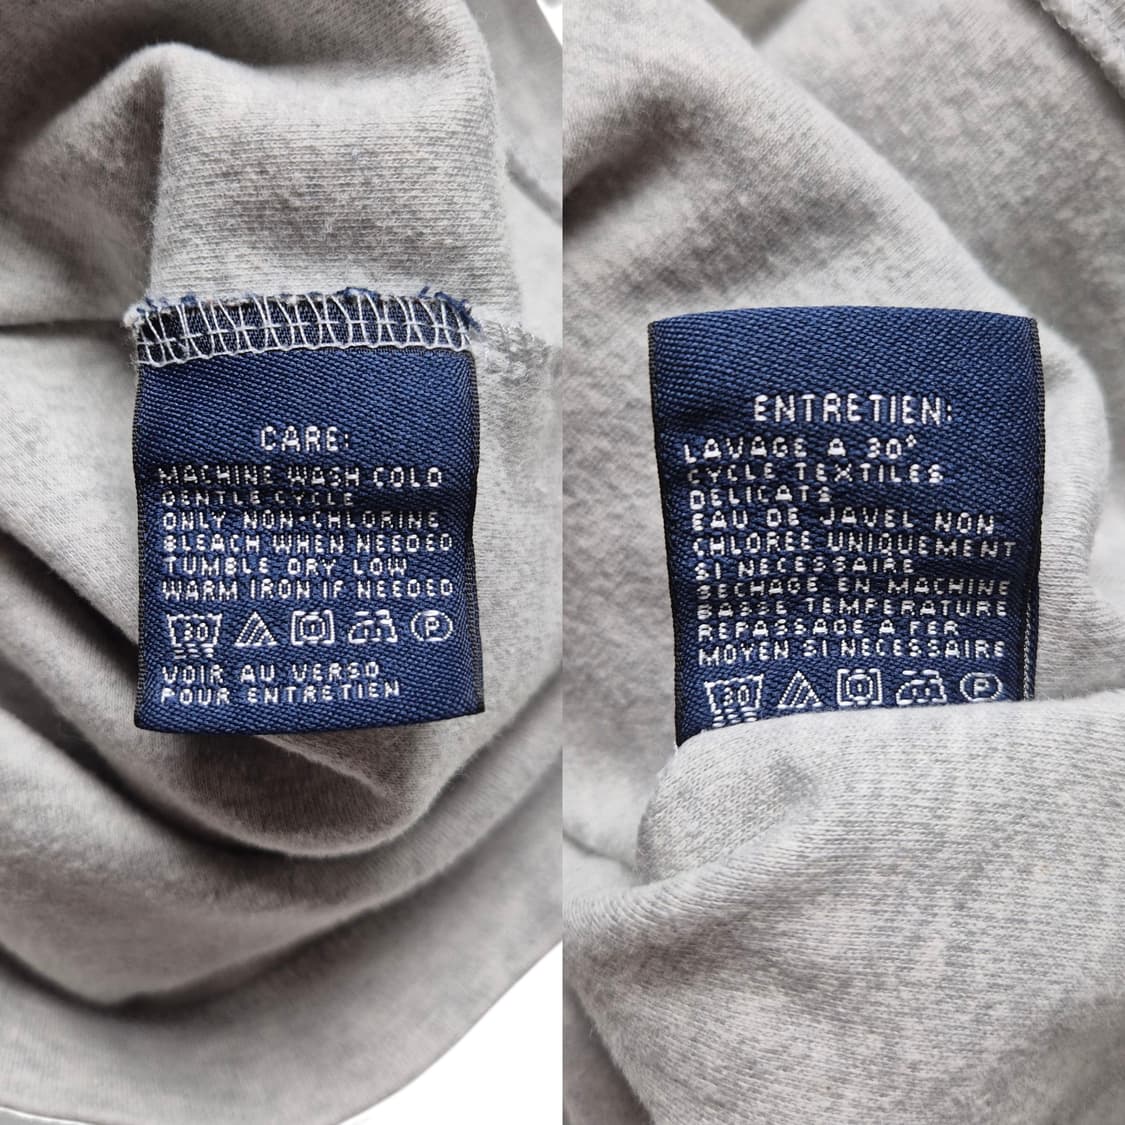 CARE:
MACHINE WASH COLD
GENTLE CYCLE
ONLY NON-CHLORINE
BLEACH WHEN NEEDED
TUMBLE DRY LOW
WARM IRON IF NEEDED
30 P
VOIR AU VERSO
POUR ENTRETIEN
ENTRETIEN:
LAVAGE A 30°
CYCLE TEXTILES
DELICATS
EAU DE JAVEL NON
CHLOREE UNIQUEMENT
SI NECESSAIRE
SECHAGE EN MACHINE
BASSE TEMPERATURE
REPASSAGE A FER
MOYEN SI NECESSAIRE
30 P